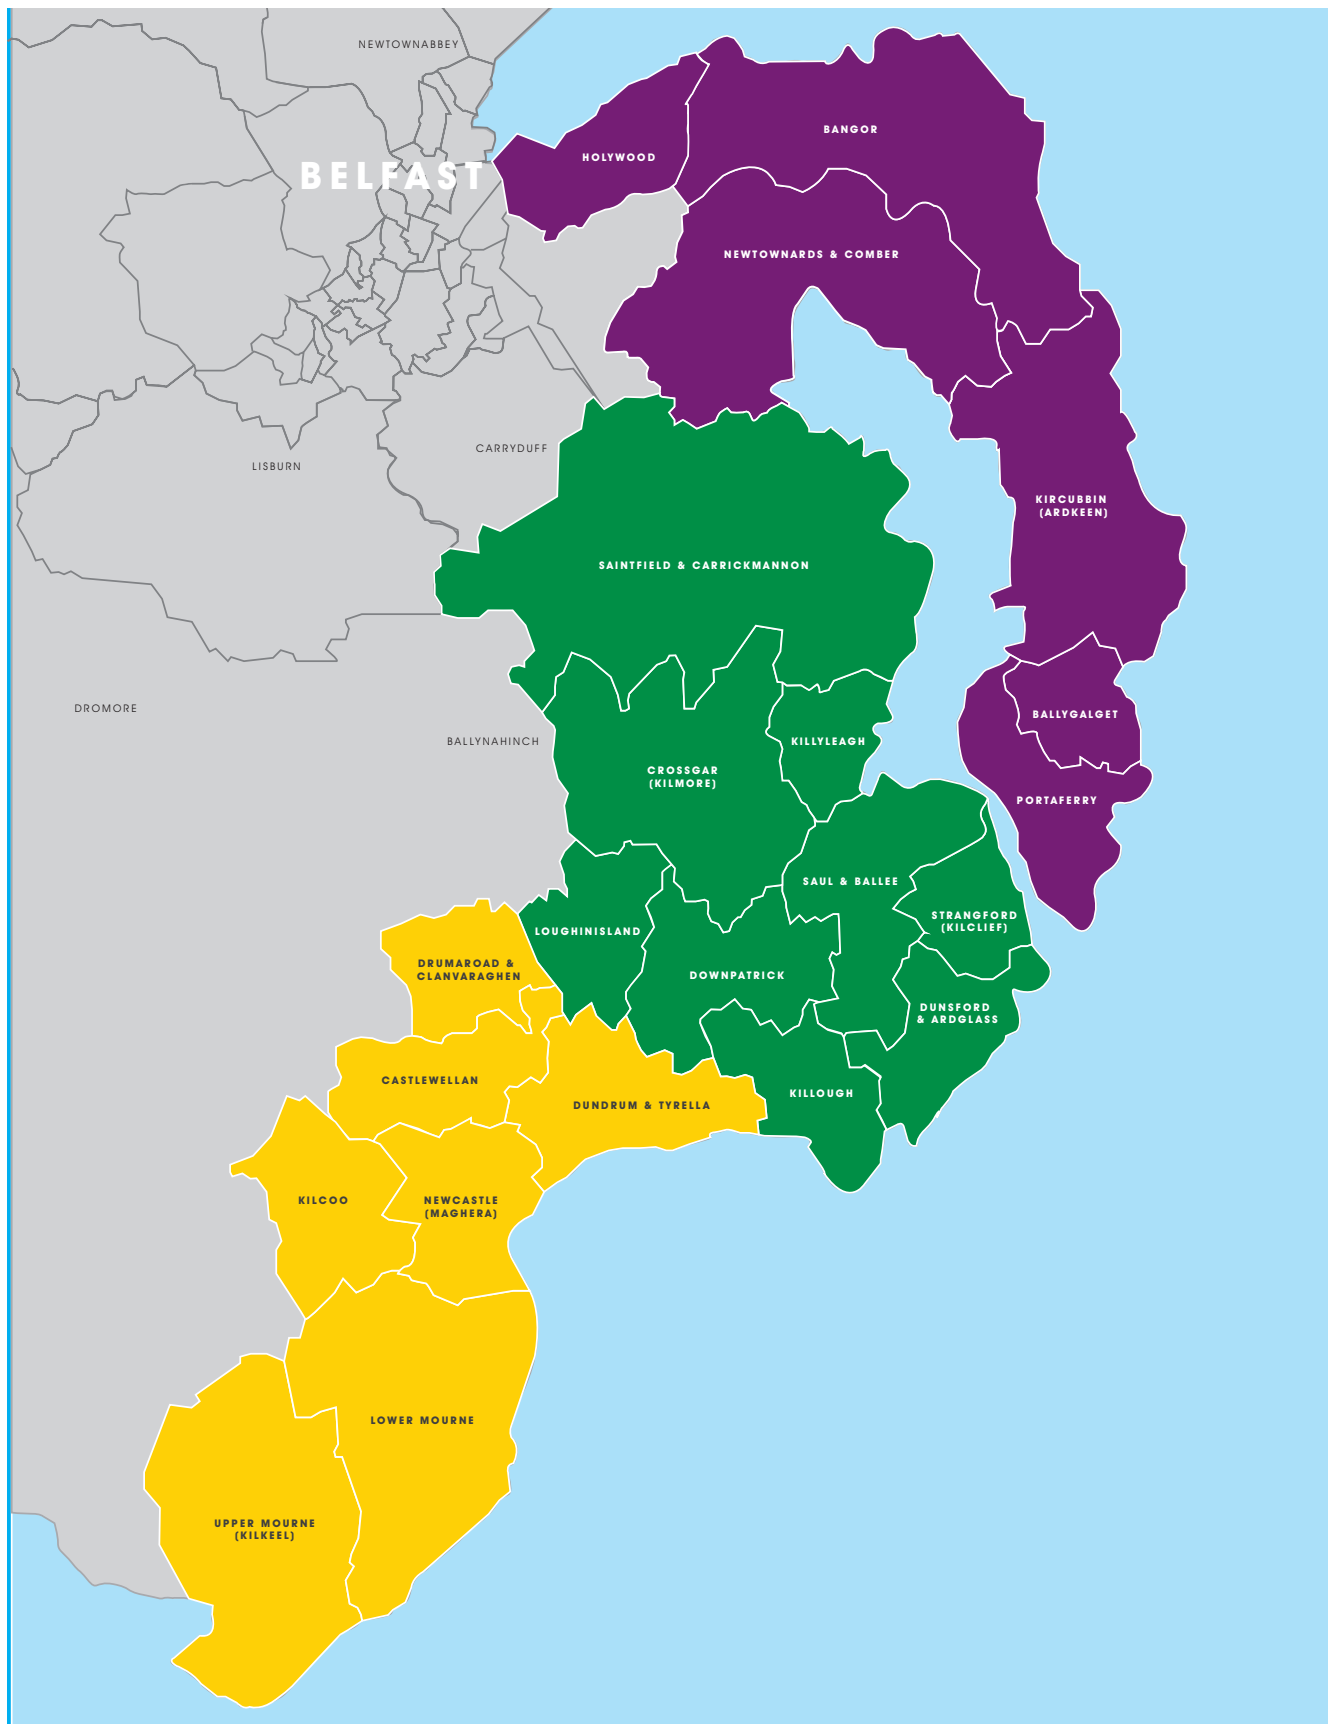 NEWTOWNABBEY
BANGOR
HOLYWOOD
BELFAST
NEWTOWNARDS & COMBER
CARRYDUFF
LISBURN
KIRCUBBIN
(ARDKEEN)
SAINTFIELD & CARRICKMANNON
DROMORE
BALLYGALGET
BALLYNAHINCH
KILLYLEAGH
CROSSGAR
(KILMORE)
PORTAFERRY
SAUL & BALLEE
STRANGFORD
(KILCLIEF)
LOUGHINISLAND
DRUMAROAD &
CLANVARAGHEN
DOWNPATRICK
DUNSFORD
& ARDGLASS
CASTLEWELLAN
KILLOUGH
DUNDRUM & TYRELLA
KILCOO
NEWCASTLE
(MAGHERA)
LOWER MOURNE
UPPER MOURNE
(KILKEEL)